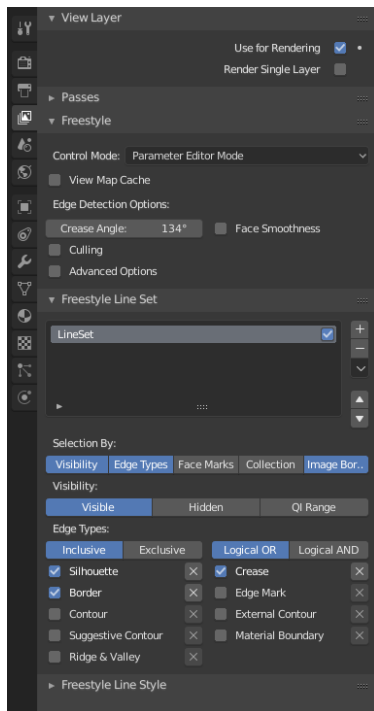 View Layer
Use for Rendering
Render Single Layer
Passes
Freestyle
Control Mode: Parameter Editor Mode
View Map Cache
Edge Detection Options:
Crease Angle: 134° Face Smoothness
Culling
Advanced Options
Freestyle Line Set
LineSet
Selection By:
Visibility Edge Types Face Marks Collection Image Bor..
Visibility:
Visible Hidden QI Range
Edge Types:
Inclusive Exclusive Logical OR Logical AND
Silhouette Crease
Border Edge Mark
Contour External Contour
Suggestive Contour Material Boundary
Ridge & Valley
Freestyle Line Style